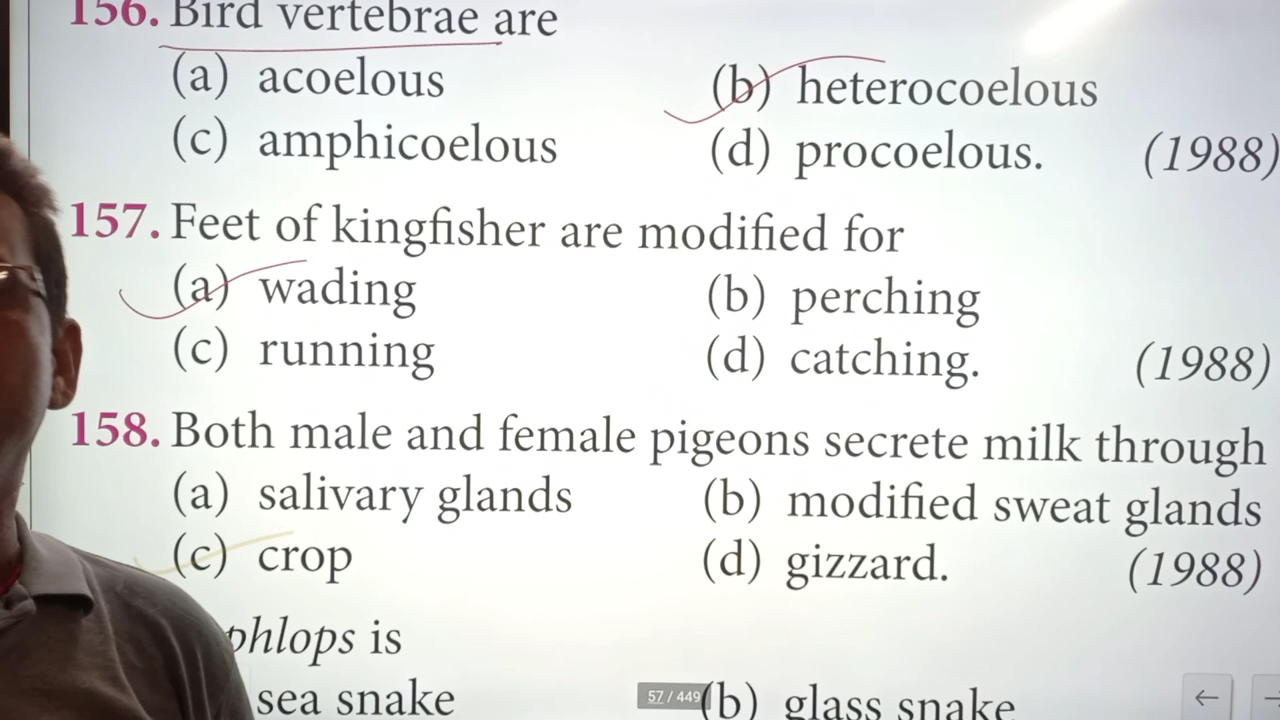 156. Bird vertebrae are
(a) acoelous (b) heterocoelous
(c) amphicoelous (d) procoelous. (1988)
157. Feet of kingfisher are modified for
(a) wading (b) perching
(c) running (d) catching. (1988)
158. Both male and female pigeons secrete milk through
(a) salivary glands (b) modified sweat glands
(c) crop (d) gizzard. (1988)
phlops is
sea snake (b) glass snake
57 / 449